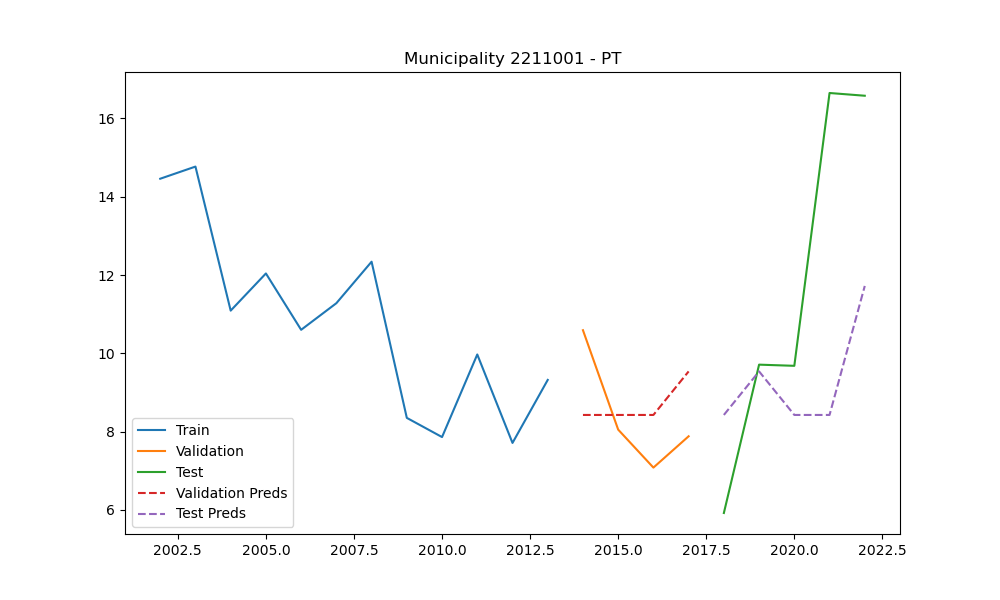 Municipality 2211001 - PT
16
14
12
10
8
6
Train
Validation
Test
Validation Preds
Test Preds
2002.5 2005.0 2007.5 2010.0 2012.5 2015.0 2017.5 2020.0 2022.5